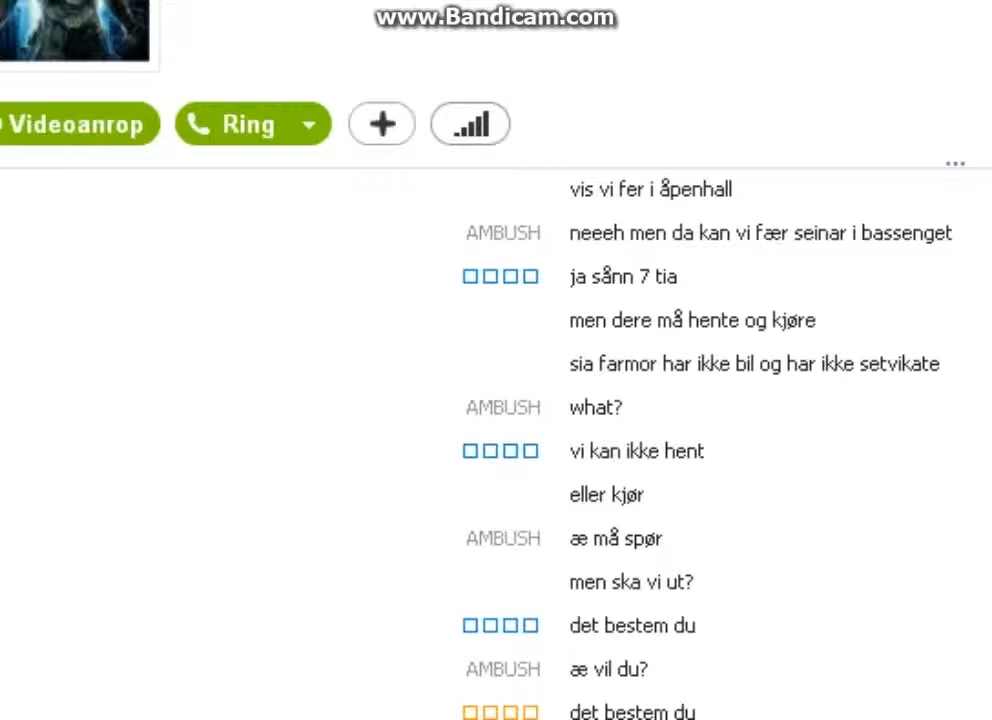 www.Bandicam.com
Videoanrop
Ring
vis vi fer i åpenhall
AMBUSH neeeh men da kan vi fær seinar i bassenget
□□□□ ja sånn 7 tia
men dere må hente og kjøre
sia farmor har ikke bil og har ikke setvikate
AMBUSH what?
□□□□ vi kan ikke hent
eller kjør
AMBUSH æ må spør
men ska vi ut?
□□□□ det bestem du
AMBUSH æ vil du?
□□□□ det bestem du